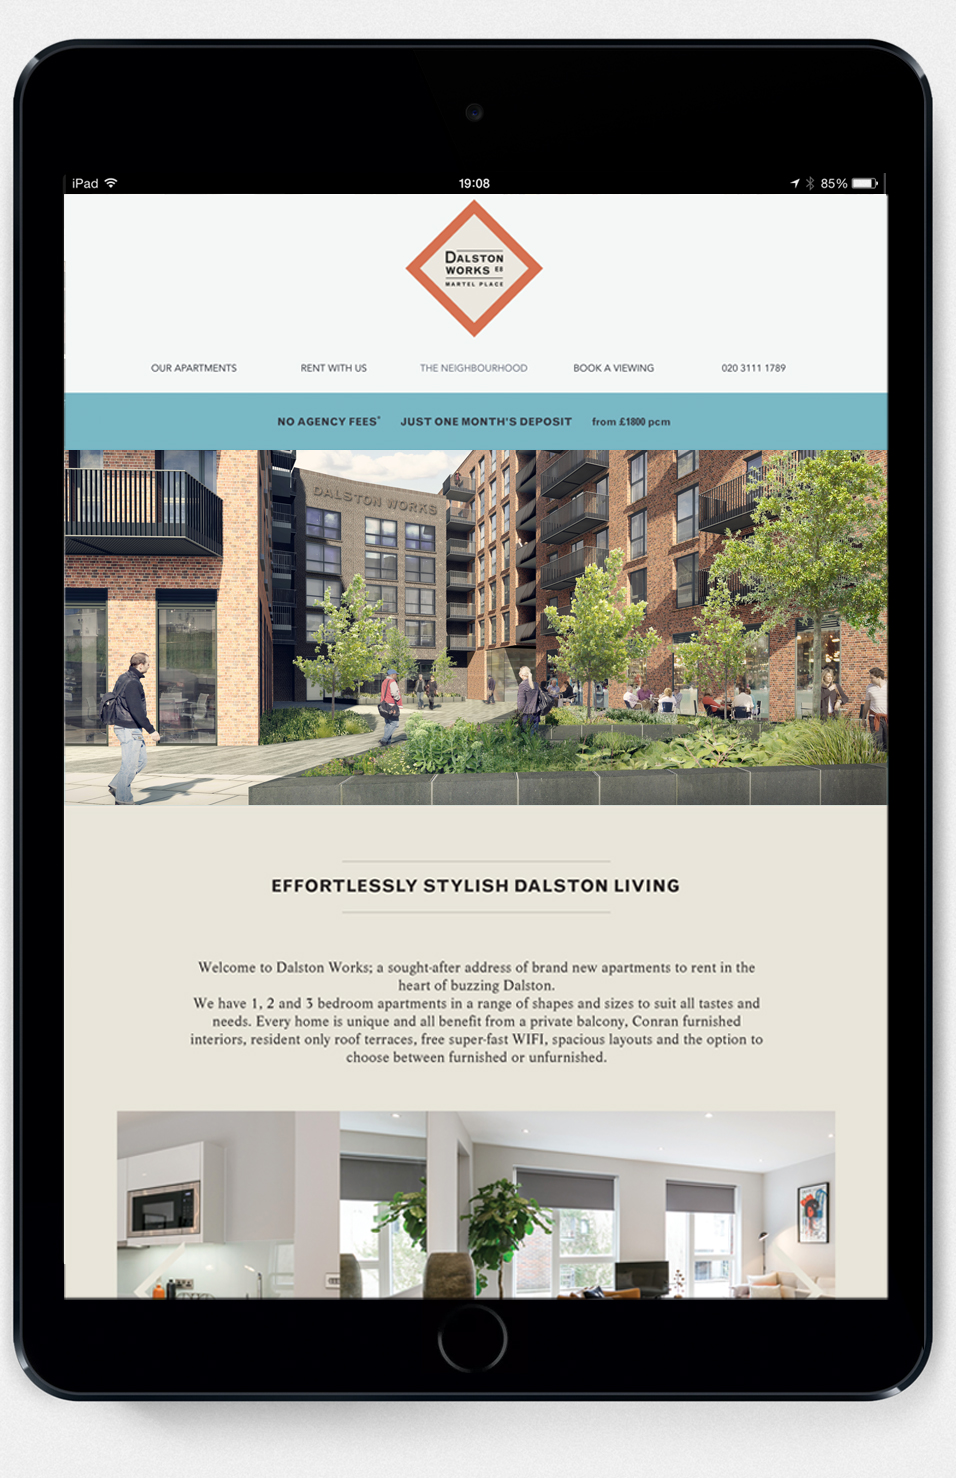 iPad
19:08
85%
DALSTON
WORKS E8
MARTEL PLACE
OUR APARTMENTS
RENT WITH US
THE NEIGHBOURHOOD
BOOK A VIEWING
020 3111 1789
NO AGENCY FEES* JUST ONE MONTH'S DEPOSIT from £1800 pcm
DALSTON WORKS
EFFORTLESSLY STYLISH DALSTON LIVING
Welcome to Dalston Works; a sought-after address of brand new apartments to rent in the
heart of buzzing Dalston.
We have 1, 2 and 3 bedroom apartments in a range of shapes and sizes to suit all tastes and
needs. Every home is unique and all benefit from a private balcony, Conran furnished
interiors, resident only roof terraces, free super-fast WIFI, spacious layouts and the option to
choose between furnished or unfurnished.